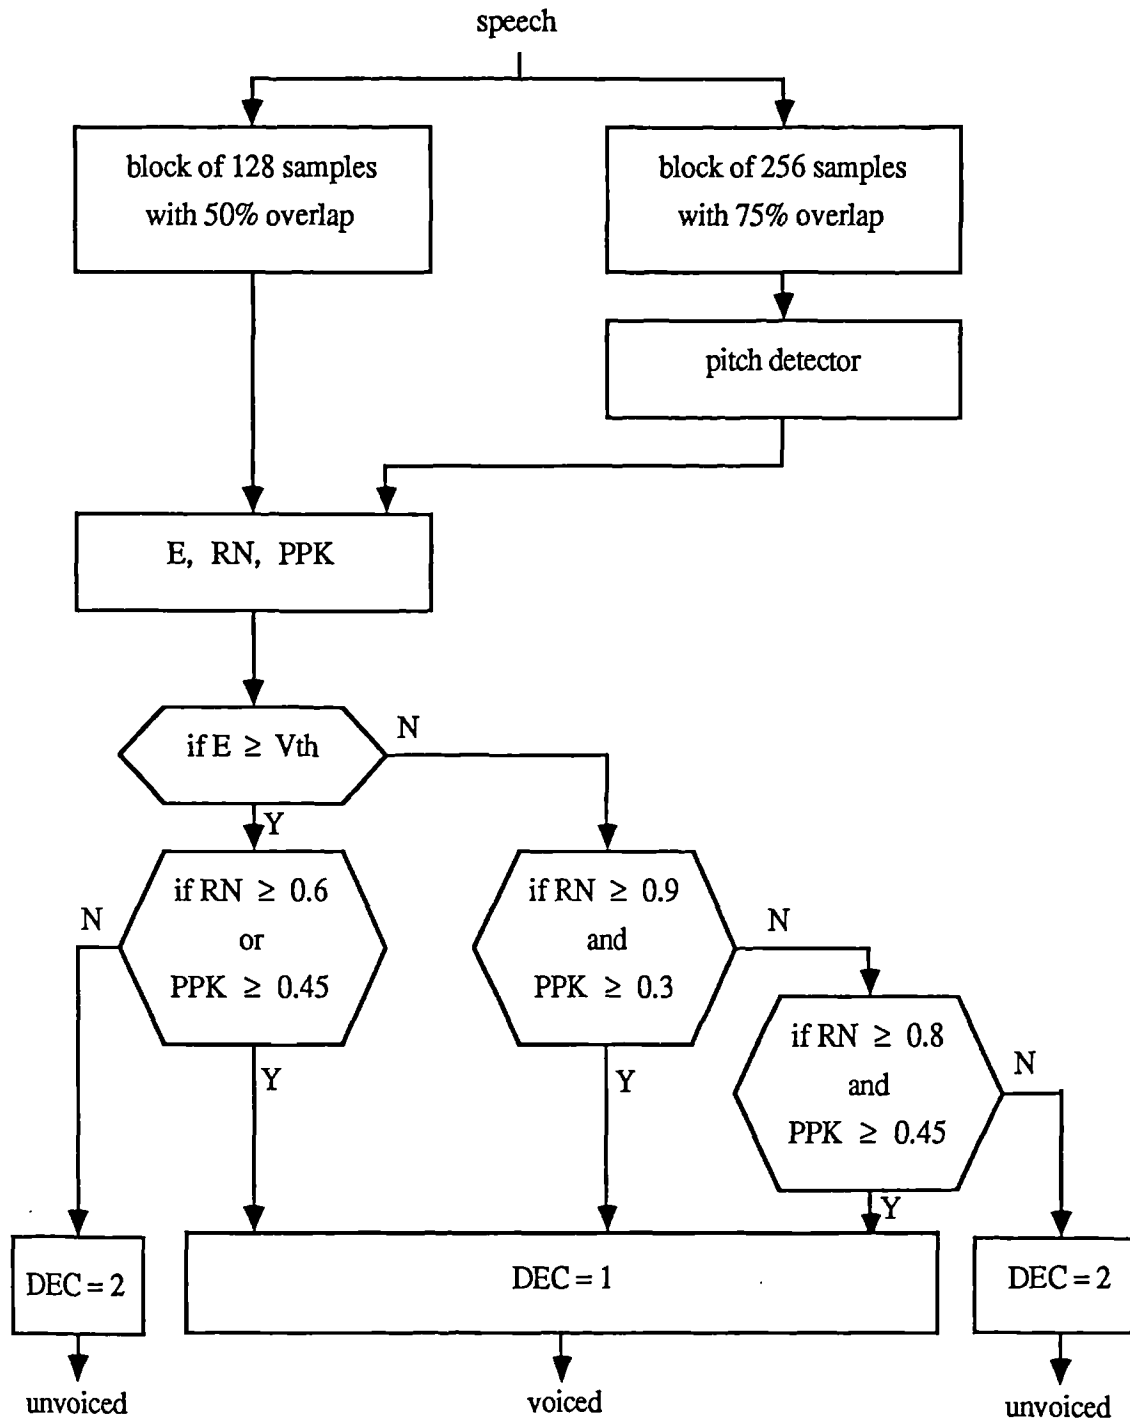 speech
block of 128 samples
with 50% overlap
block of 256 samples
with 75% overlap
pitch detector
E, RN, PPK
if E ≥ Vth
N
Y
if RN ≥ 0.6
or
PPK ≥ 0.45
N
Y
if RN ≥ 0.9
and
PPK ≥ 0.3
N
Y
if RN ≥ 0.8
and
PPK ≥ 0.45
N
Y
DEC = 2
DEC = 1
DEC = 2
unvoiced
voiced
unvoiced